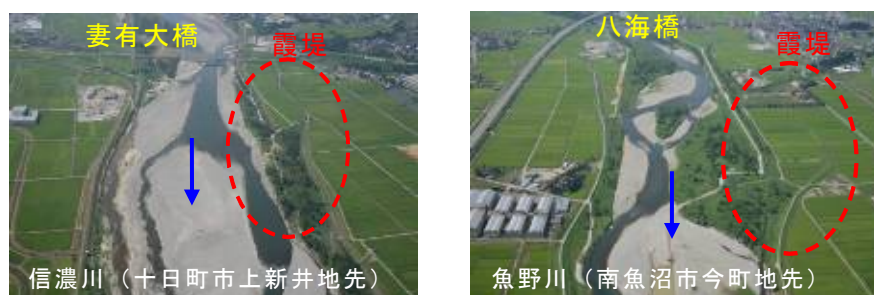 妻有大橋
霞堤
信濃川（十日町市上新井地先）
八海橋
霞堤
魚野川（南魚沼市今町地先）